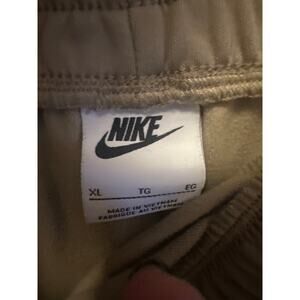 NIKE
XL TG EG
MADE IN VIETNAM
FABRIQUÉ AU VIETNAM